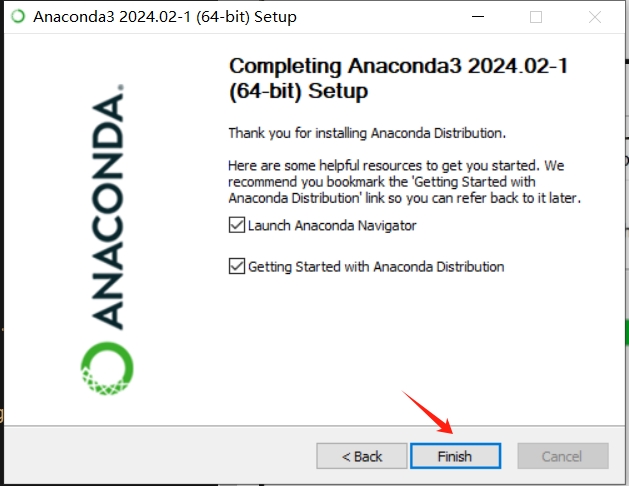 Anaconda3 2024.02-1 (64-bit) Setup
Completing Anaconda3 2024.02-1
(64-bit) Setup
Thank you for installing Anaconda Distribution.
Here are some helpful resources to get you started. We
recommend you bookmark the 'Getting Started with
Anaconda Distribution' link so you can refer back to it later.
Launch Anaconda Navigator
Getting Started with Anaconda Distribution
ANACONDA.
< Back
Finish
Cancel